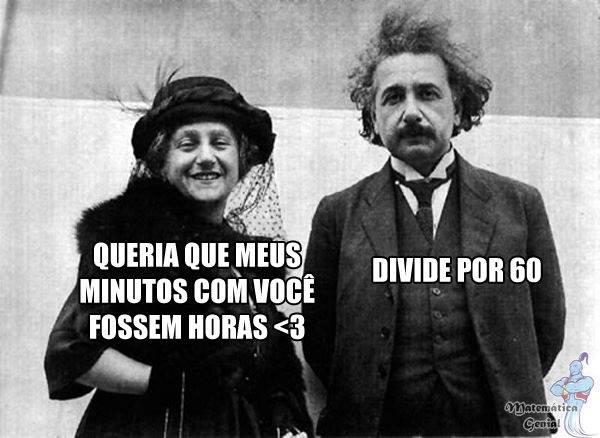 QUERIA QUE MEUS
MINUTOS COM VOCÊ
FOSSEM HORAS <3
DIVIDE POR 60
Matemática
Genial